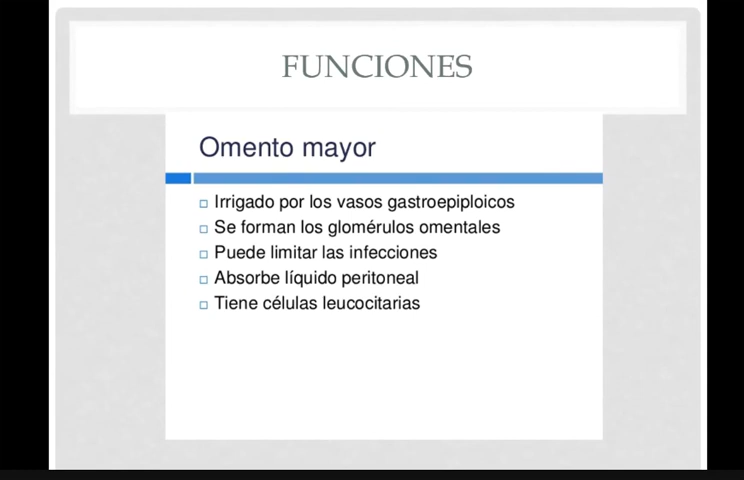 FUNCIONES
Omento mayor
Irrigado por los vasos gastroepiploicos
Se forman los glomérulos omentales
Puede limitar las infecciones
Absorbe líquido peritoneal
Tiene células leucocitarias